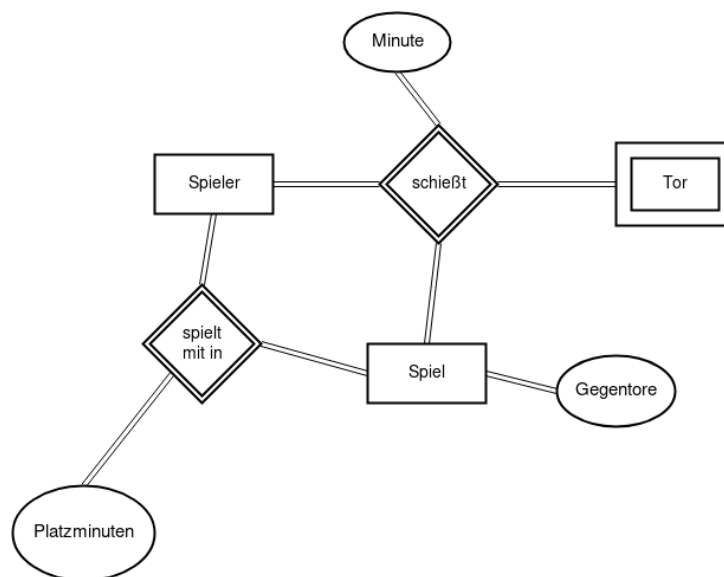 Minute
Spieler
schießt
Tor
spielt
mit in
Spiel
Gegentore
Platzminuten